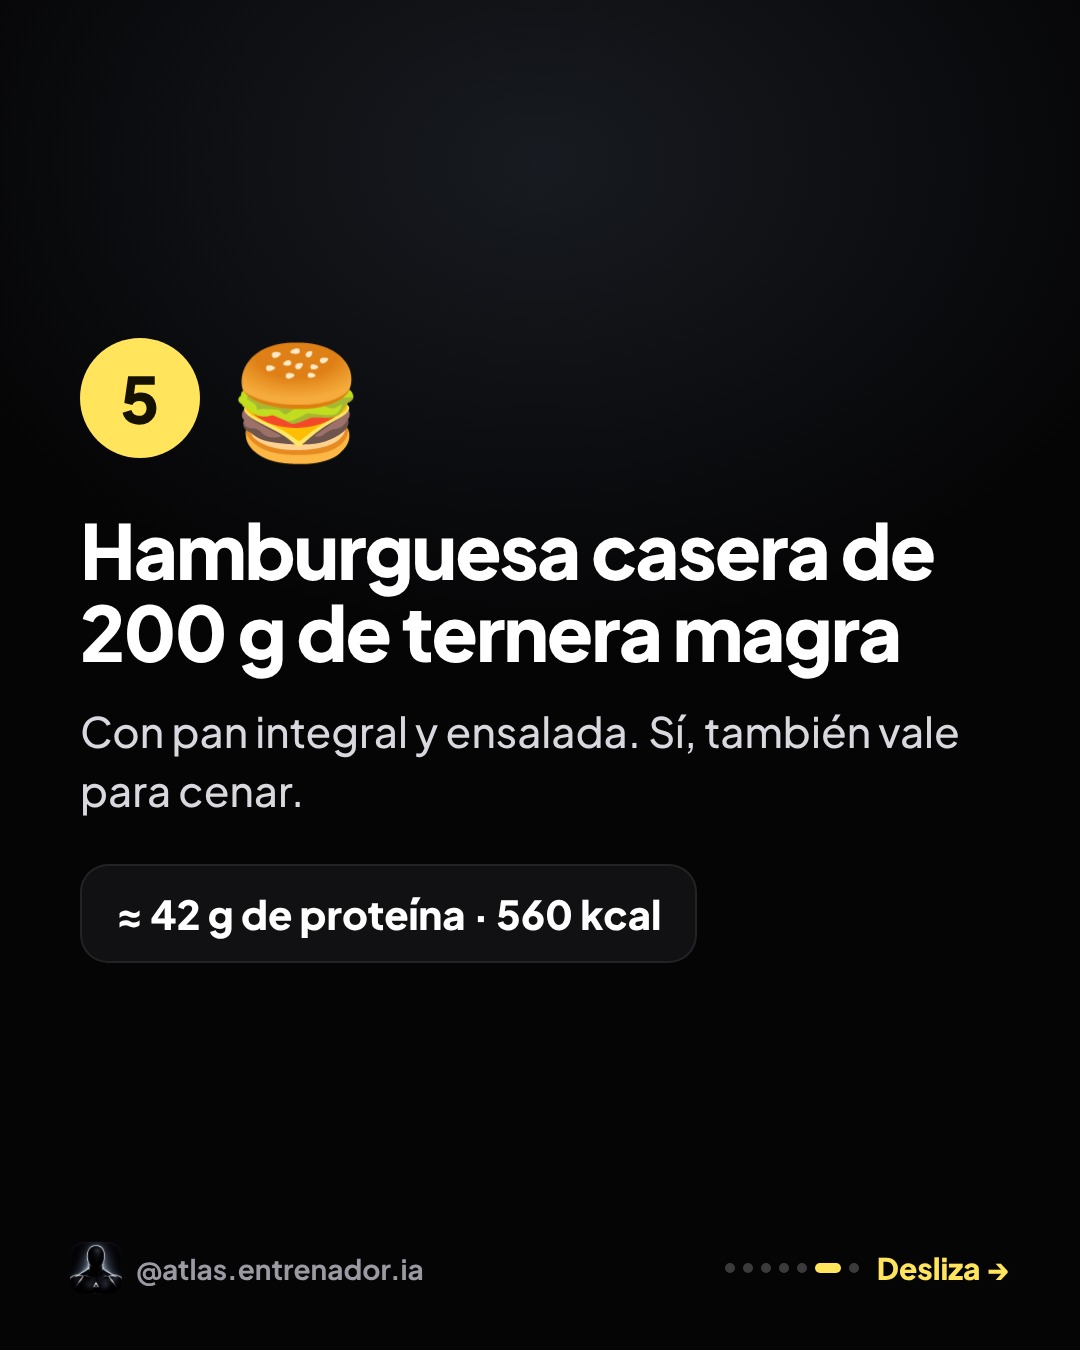 5
Hamburguesa casera de
200 g de ternera magra
Con pan integral y ensalada. Sí, también vale
para cenar.
≈ 42 g de proteína · 560 kcal
@atlas.entrenador.ia
Desliza →